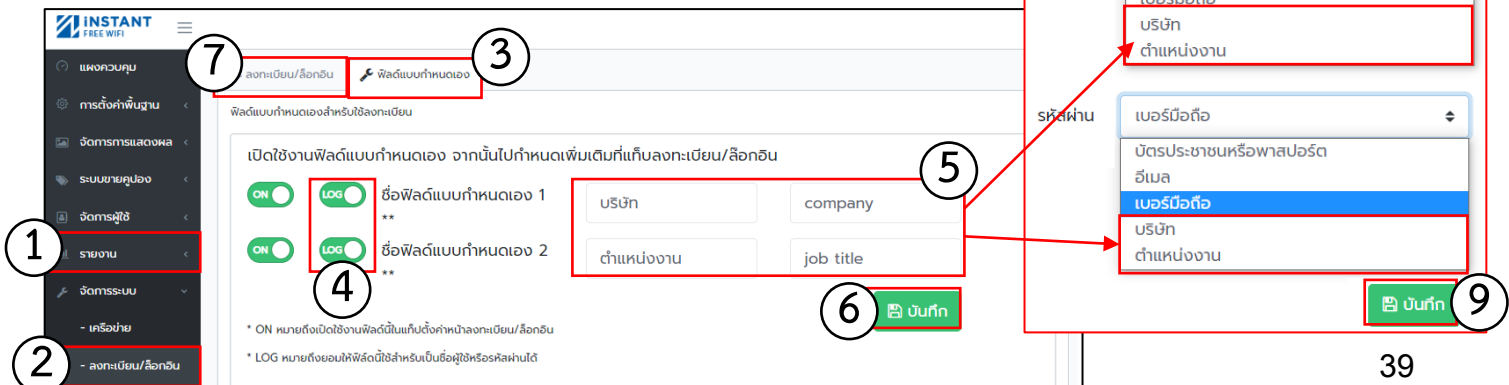 INSTANT
FREE WIFI
7
ลงทะเบียน/ล็อกอิน
ฟิลด์แบบกำหนดเอง
3
แผงควบคุม
การตั้งค่าพื้นฐาน
จัดการการแสดงผล
ระบบขายคูปอง
จัดการผู้ใช้
1
รายงาน
จัดการระบบ
- เครือข่าย
2
- ลงทะเบียน/ล็อกอิน
ฟิลด์แบบกำหนดเองสำหรับใช้ลงทะเบียน
เปิดใช้งานฟิลด์แบบกำหนดเอง จากนั้นไปกำหนดเพิ่มเติมที่แท็บลงทะเบียน/ล๊อกอิน
5
ON LOG ชื่อฟิลด์แบบกำหนดเอง 1 บริษัท company
**
ON LOG ชื่อฟิลด์แบบกำหนดเอง 2 ตำแหน่งงาน job title
**
4
6
บันทึก
* ON หมายถึงเปิดใช้งานฟิลด์นี้ในแท็บตั้งค่าหน้าลงทะเบียน/ล็อกอิน
* LOG หมายถึงยอมให้ฟิล์ดนี้ใช้สำหรับเป็นชื่อผู้ใช้หรือรหัสผ่านได้
เบอร์มือถือ
บริษัท
ตำแหน่งงาน
รหัสผ่าน เบอร์มือถือ
บัตรประชาชนหรือพาสปอร์ต
อีเมล
เบอร์มือถือ
บริษัท
ตำแหน่งงาน
บันทึก
9
39